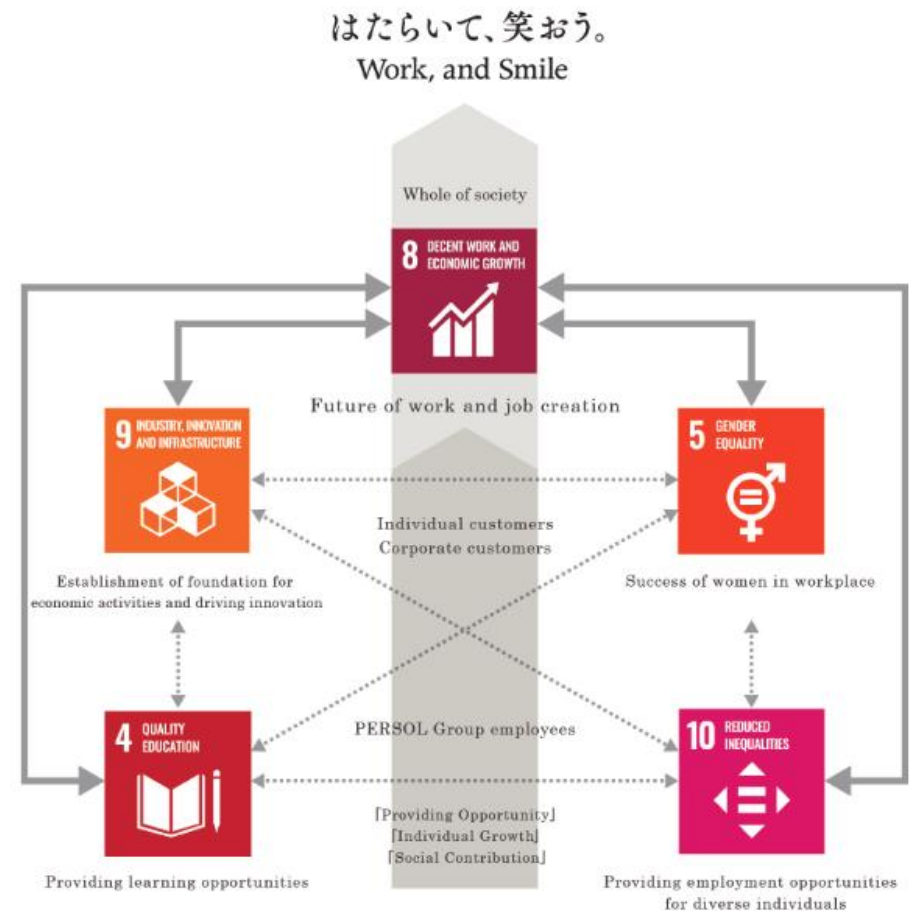 はたらいて、笑おう。
Work, and Smile
Whole of society
8 DECENT WORK AND
ECONOMIC GROWTH
Future of work and job creation
9 INDUSTRY, INNOVATION
AND INFRASTRUCTURE
5 GENDER
EQUALITY
Individual customers
Corporate customers
Establishment of foundation for
economic activities and driving innovation
Success of women in workplace
4 QUALITY
EDUCATION
PERSOL Group employees
10 REDUCED
INEQUALITIES
「Providing Opportunity」
「Individual Growth」
「Social Contribution」
Providing learning opportunities
Providing employment opportunities
for diverse individuals